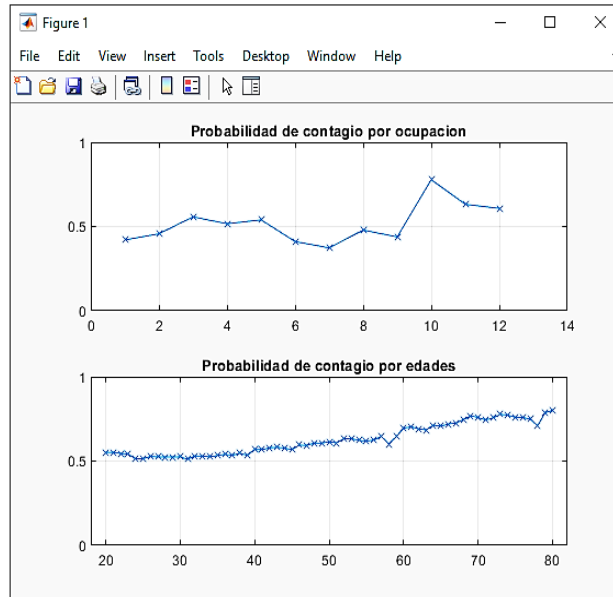 Figure 1
File Edit View Insert Tools Desktop Window Help
Probabilidad de contagio por ocupacion
1
0.5
0
0 2 4 6 8 10 12 14
Probabilidad de contagio por edades
1
0.5
0
20 30 40 50 60 70 80